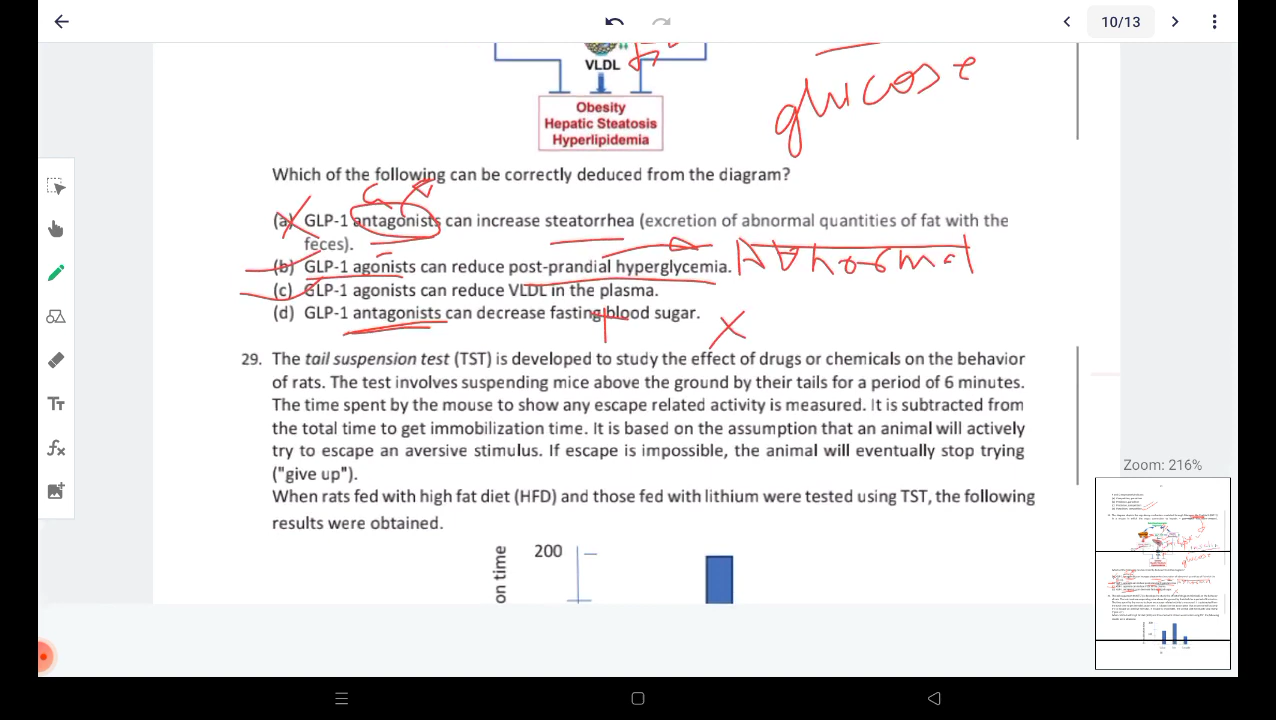 10/13
VLDL
glucose
Obesity
Hepatic Steatosis
Hyperlipidemia
Which of the following can be correctly deduced from the diagram?
(a) GLP-1 antagonists can increase steatorrhea (excretion of abnormal quantities of fat with the
feces).
(b) GLP-1 agonists can reduce post-prandial hyperglycemia. Abnormal
(c) GLP-1 agonists can reduce VLDL in the plasma.
(d) GLP-1 antagonists can decrease fasting blood sugar.
29. The tail suspension test (TST) is developed to study the effect of drugs or chemicals on the behavior
of rats. The test involves suspending mice above the ground by their tails for a period of 6 minutes.
The time spent by the mouse to show any escape related activity is measured. It is subtracted from
the total time to get immobilization time. It is based on the assumption that an animal will actively
try to escape an aversive stimulus. If escape is impossible, the animal will eventually stop trying
("give up").
When rats fed with high fat diet (HFD) and those fed with lithium were tested using TST, the following
results were obtained.
on time
200
Tт
fx
Zoom: 216%